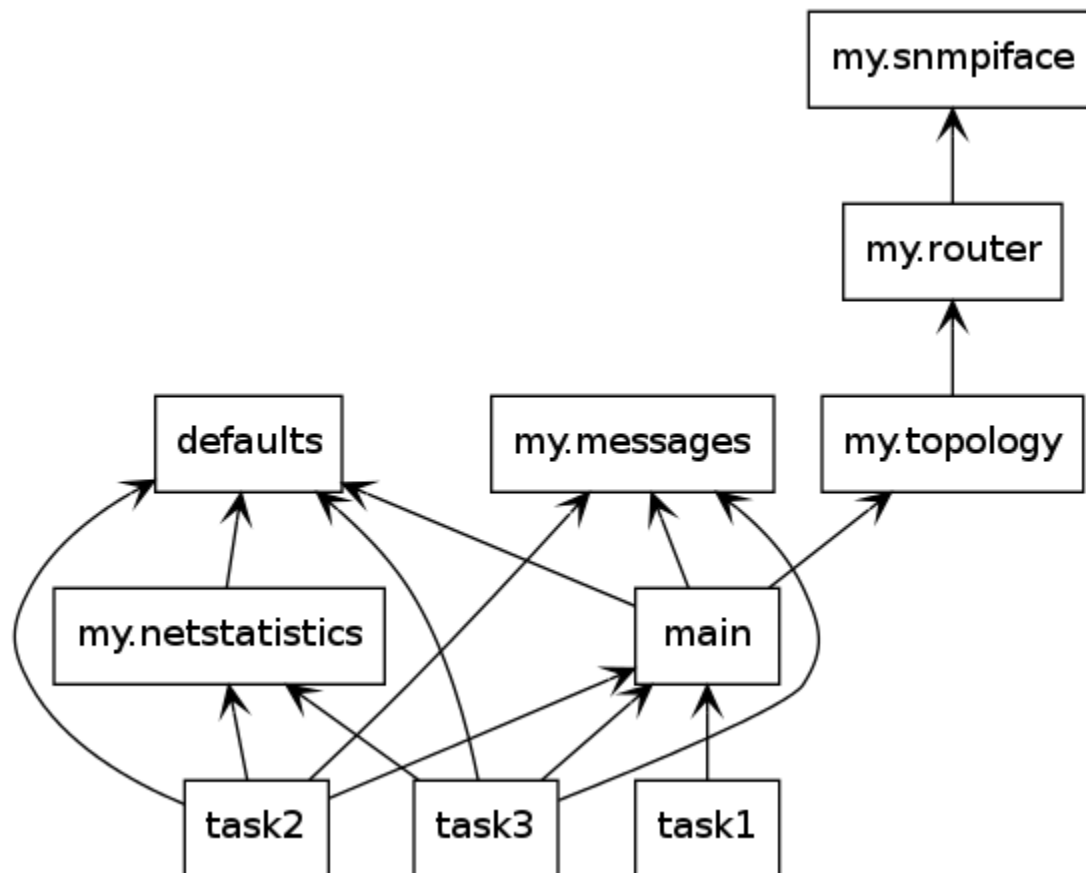 my.snmpiface
my.router
defaults
my.messages
my.topology
my.netstatistics
main
task2
task3
task1